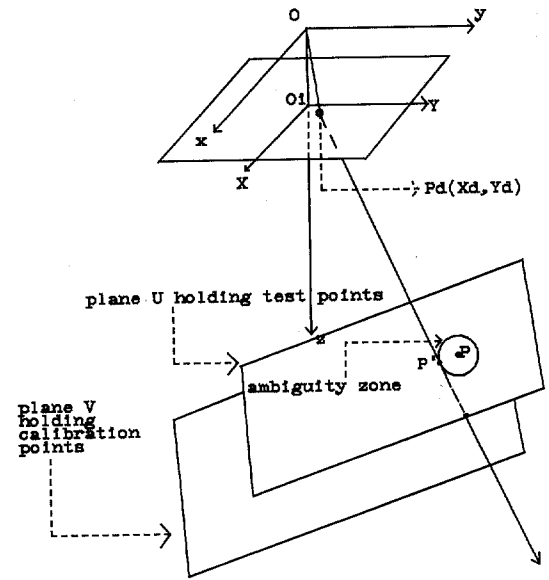 O
y
Oi
Y
x
X
Pd(Xd,Yd)
plane U holding test points
z
P'
P
ambiguity zone
plane V
holding
calibration
points